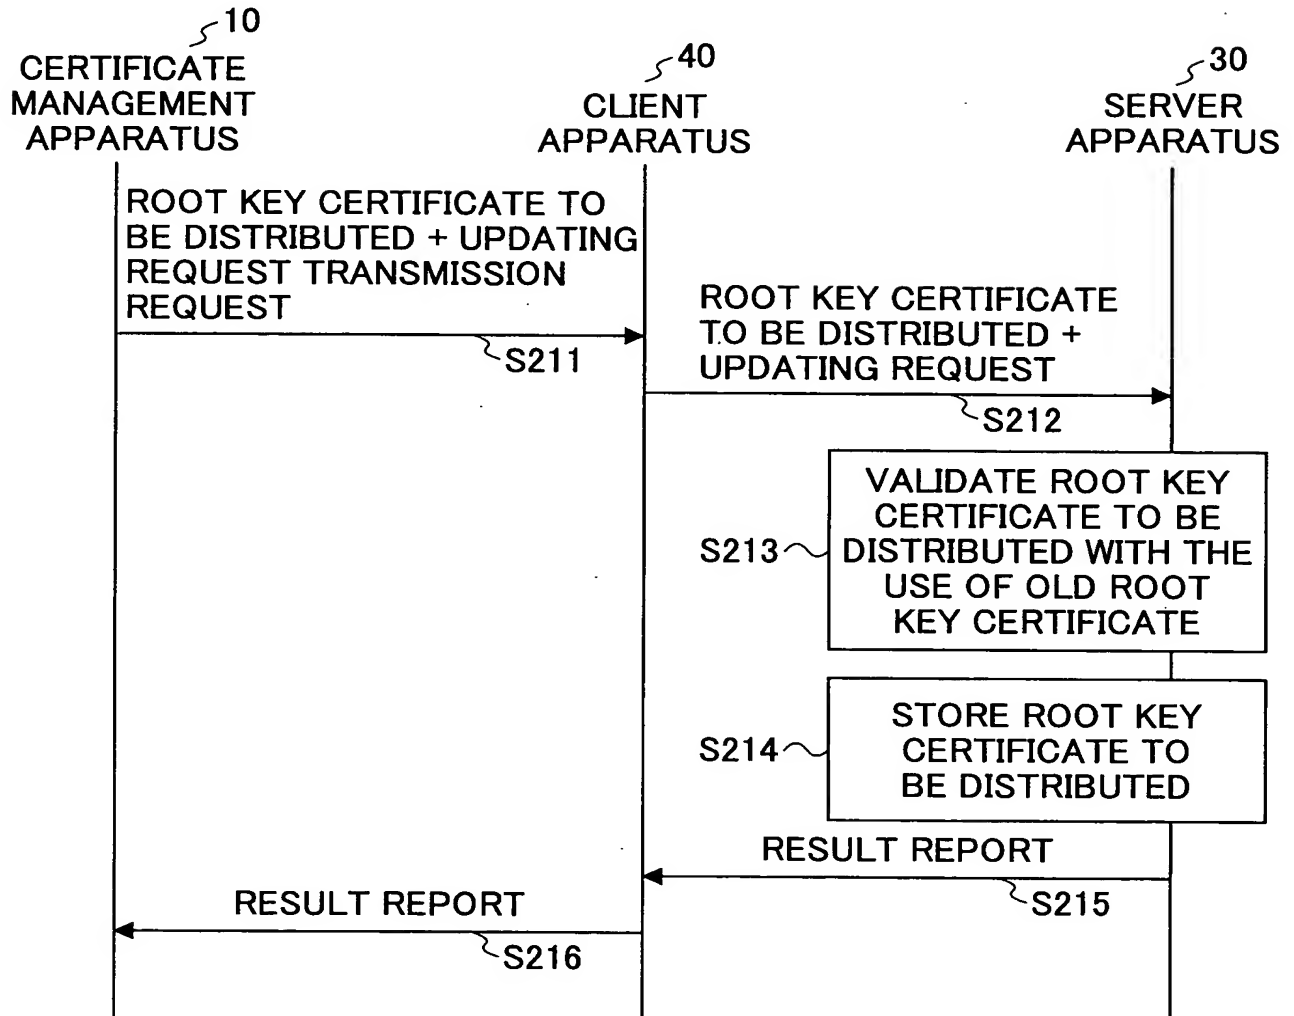 10
CERTIFICATE
MANAGEMENT
APPARATUS
40
CLIENT
APPARATUS
30
SERVER
APPARATUS
ROOT KEY CERTIFICATE TO
BE DISTRIBUTED + UPDATING
REQUEST TRANSMISSION
REQUEST
S211
ROOT KEY CERTIFICATE
TO BE DISTRIBUTED +
UPDATING REQUEST
S212
S213
VALIDATE ROOT KEY
CERTIFICATE TO BE
DISTRIBUTED WITH THE
USE OF OLD ROOT
KEY CERTIFICATE
S214
STORE ROOT KEY
CERTIFICATE TO
BE DISTRIBUTED
RESULT REPORT
S215
RESULT REPORT
S216